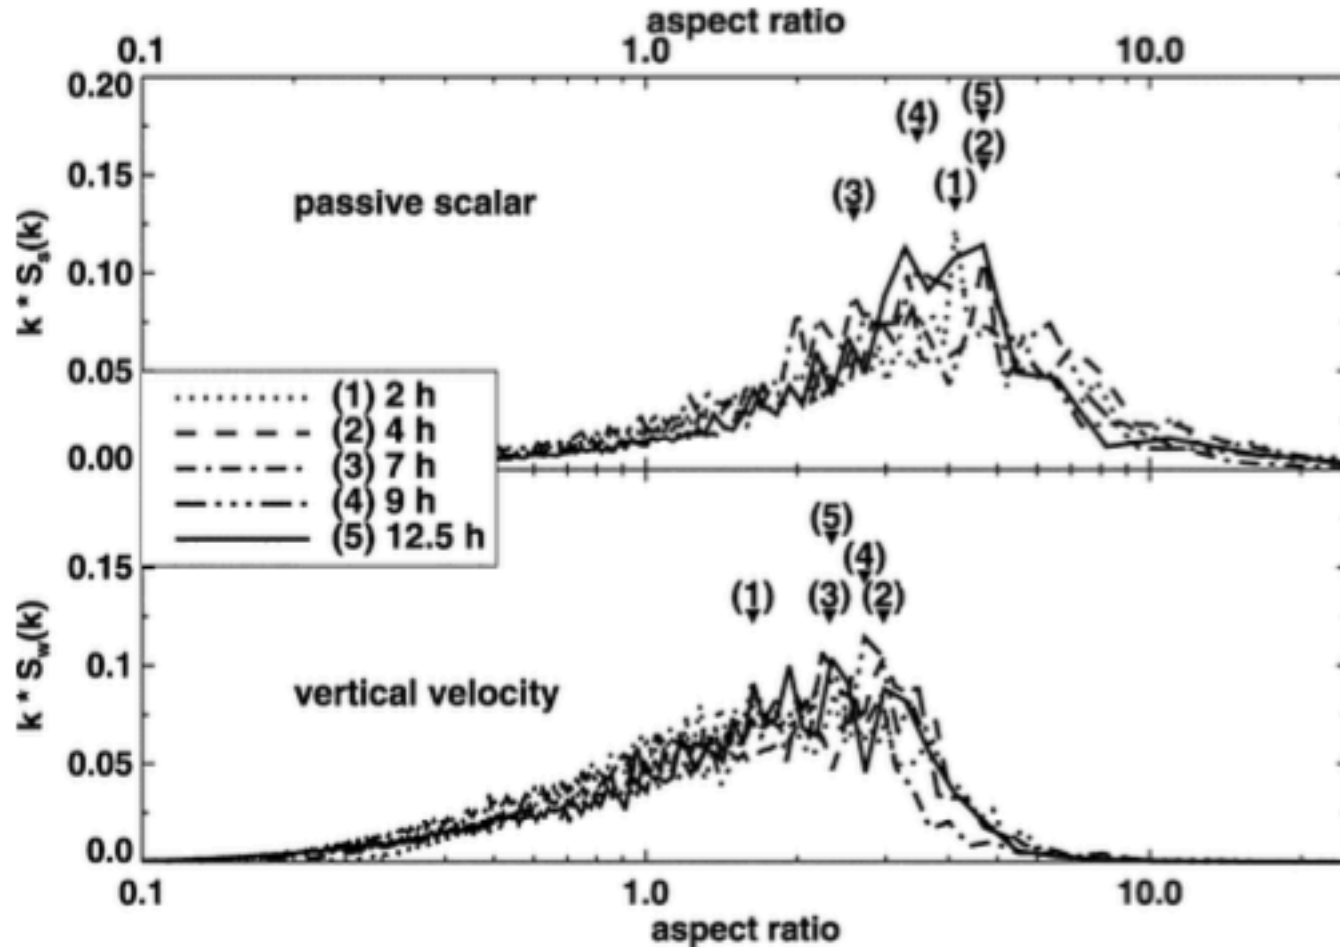 aspect ratio
0.1 1.0 10.0
0.20
0.15
0.10
0.05
0.00
k * Ss(k)
passive scalar
(5)
(4)
(2)
(1)
(3)
(1) 2 h
(2) 4 h
(3) 7 h
(4) 9 h
(5) 12.5 h
0.15
0.1
0.05
0.0
k * Sw(k)
vertical velocity
(5)
(4)
(1) (3) (2)
0.1 1.0 10.0
aspect ratio